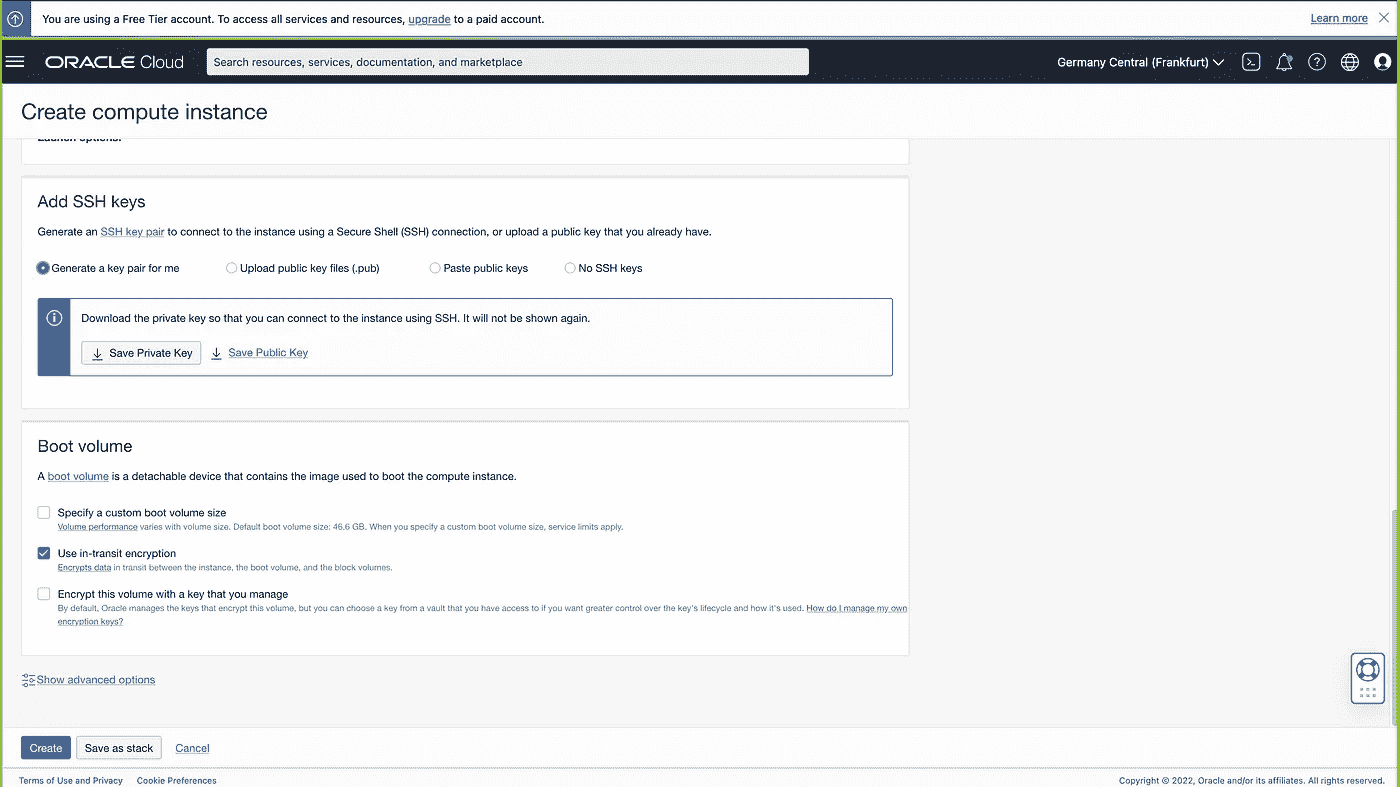 You are using a Free Tier account. To access all services and resources, upgrade to a paid account.
Learn more
ORACLE Cloud
Search resources, services, documentation, and marketplace
Germany Central (Frankfurt)
Create compute instance
Launch options:
Add SSH keys
Generate an SSH key pair to connect to the instance using a Secure Shell (SSH) connection, or upload a public key that you already have.
Generate a key pair for me
Upload public key files (.pub)
Paste public keys
No SSH keys
Download the private key so that you can connect to the instance using SSH. It will not be shown again.
Save Private Key
Save Public Key
Boot volume
A boot volume is a detachable device that contains the image used to boot the compute instance.
Specify a custom boot volume size
Volume performance varies with volume size. Default boot volume size: 46.6 GB. When you specify a custom boot volume size, service limits apply.
Use in-transit encryption
Encrypts data in transit between the instance, the boot volume, and the block volumes.
Encrypt this volume with a key that you manage
By default, Oracle manages the keys that encrypt this volume, but you can choose a key from a vault that you have access to if you want greater control over the key's lifecycle and how it's used. How do I manage my own
encryption keys?
Show advanced options
Create
Save as stack
Cancel
Terms of Use and Privacy
Cookie Preferences
Copyright © 2022, Oracle and/or its affiliates. All rights reserved.